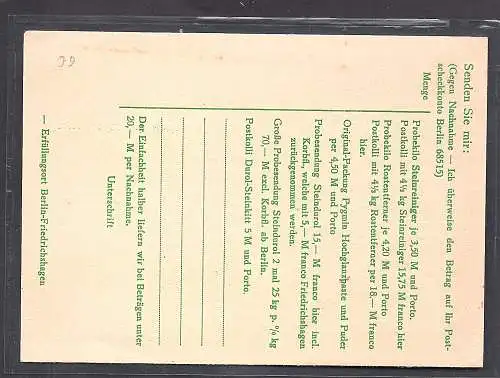 Senden Sie mir:
(Gegen Nachnahme — Ich überweise den Betrag auf Ihr Post-
scheckkonto Berlin 68515)
Menge
Probekilo Steinreiniger je 3,50 M und Porto.
Postkolli mit 4½ kg Steinreiniger 15,75 M franco hier
Probekilo Rostentferner je 4,20 M und Porto
Postkolli mit 4½ kg Rostentferner per 18.— M franco
hier.
Original-Packung Pygmlin Hochglanzpaste und Puder
per 4,50 M und Porto
Probesendung Steindurol 15,— M franco hier incl.
Korbfl., welche mit 5,— M franco Friedrichshagen
zurückgenommen werden.
Große Probesendung Steindurol 2 mal 25 kg p. % kg
70,— M excl. Korbfl. ab Berlin.
Postkolli Durol-Steinkitt 5 M und Porto.
Der Einfachheit halber liefern wir bei Beträgen unter
20,— M per Nachnahme.
Unterschrift
— Erfüllungsort Berlin-Friedrichshagen